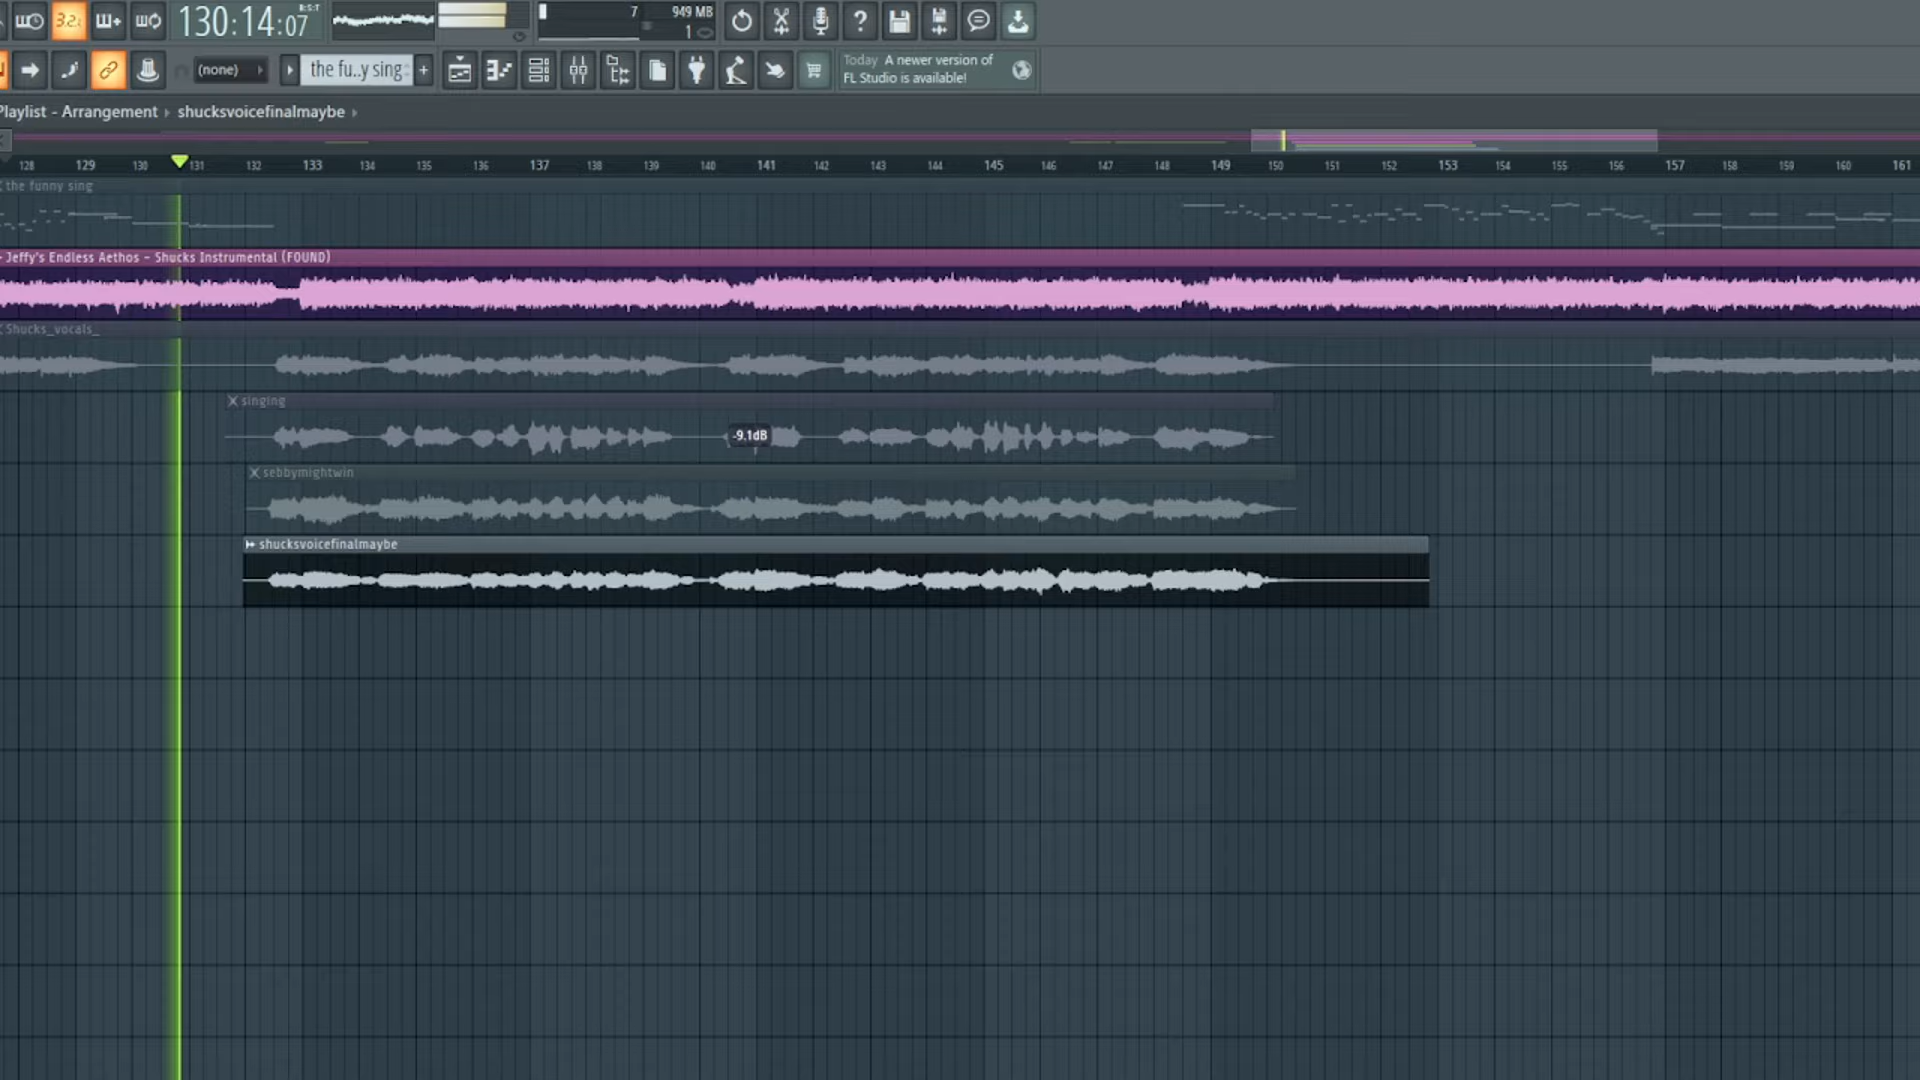 3.2.
130:14:07
B:S:T
7
949 MB
1
?
(none)
the fu..y sing
+
Today A newer version of
FL Studio is available!
Playlist - Arrangement
shucksvoicefinalmaybe
128 129 130 131 132 133 134 135 136 137 138 139 140 141 142 143 144 145 146 147 148 149 150 151 152 153 154 155 156 157 158 159 160 161
the funny sing
Jeffy's Endless Aethos - Shucks Instrumental (FOUND)
Shucks_vocals_
singing
-9.1dB
sebbymightwin
shucksvoicefinalmaybe